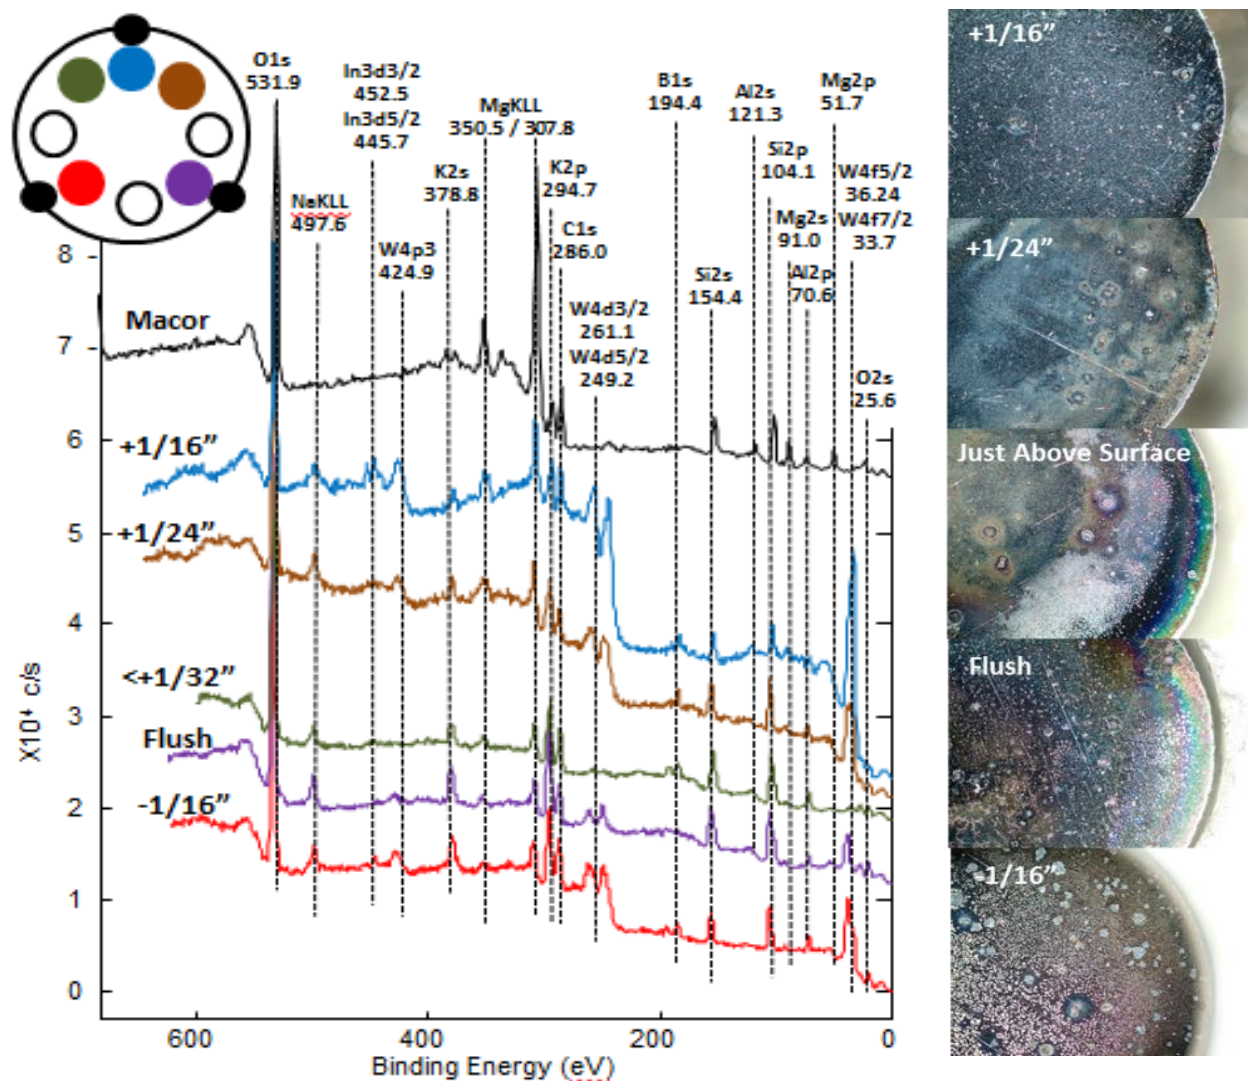 O1s
531.9
In3d3/2
452.5
In3d5/2
445.7
MgKLL
350.5 / 307.8
B1s
194.4
Al2s
121.3
Mg2p
51.7
NaKLL
497.6
W4p3
424.9
K2s
378.8
K2p
294.7
C1s
286.0
W4d3/2
261.1
W4d5/2
249.2
Si2s
154.4
Si2p
104.1
Mg2s
91.0
Al2p
70.6
W4f5/2
36.24
W4f7/2
33.7
O2s
25.6
8
7
6
5
4
3
2
1
0
X10⁴ c/s
Macor
+1/16”
+1/24”
<+1/32”
Flush
-1/16”
600
400
200
0
Binding Energy (eV)
+1/16”
+1/24”
Just Above Surface
Flush
-1/16”